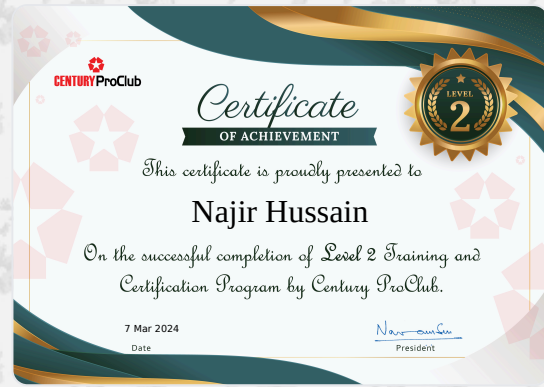 CENTURY ProClub
Certificate
OF ACHIEVEMENT
LEVEL
2
This certificate is proudly presented to
Najir Hussain
On the successful completion of Level 2 Training and
Certification Program by Century ProClub.
7 Mar 2024
Date
President